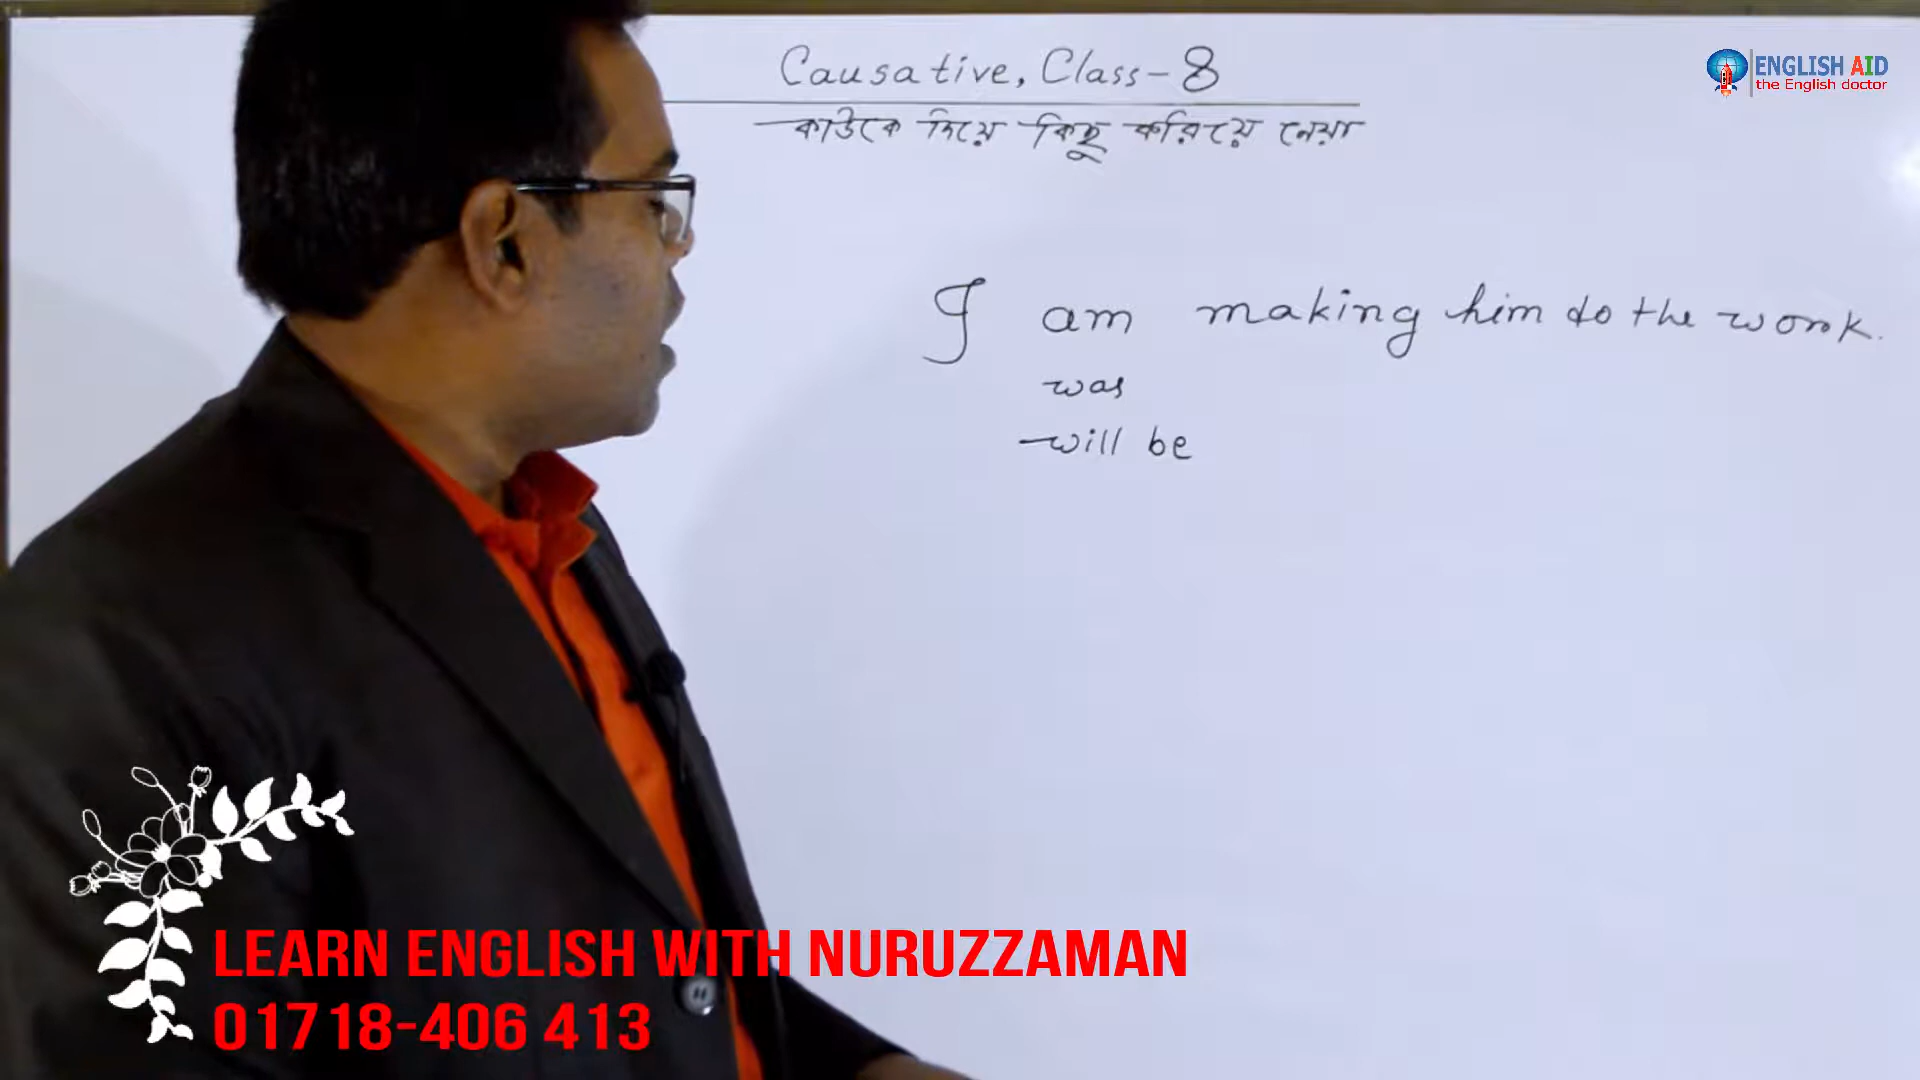 Causative, Class-8
কাউকে দিয়ে কিছু করিয়ে নেয়া
ENGLISH AID
the English doctor
I am making him do the work.
was
will be
LEARN ENGLISH WITH NURUZZAMAN
01718-406 413